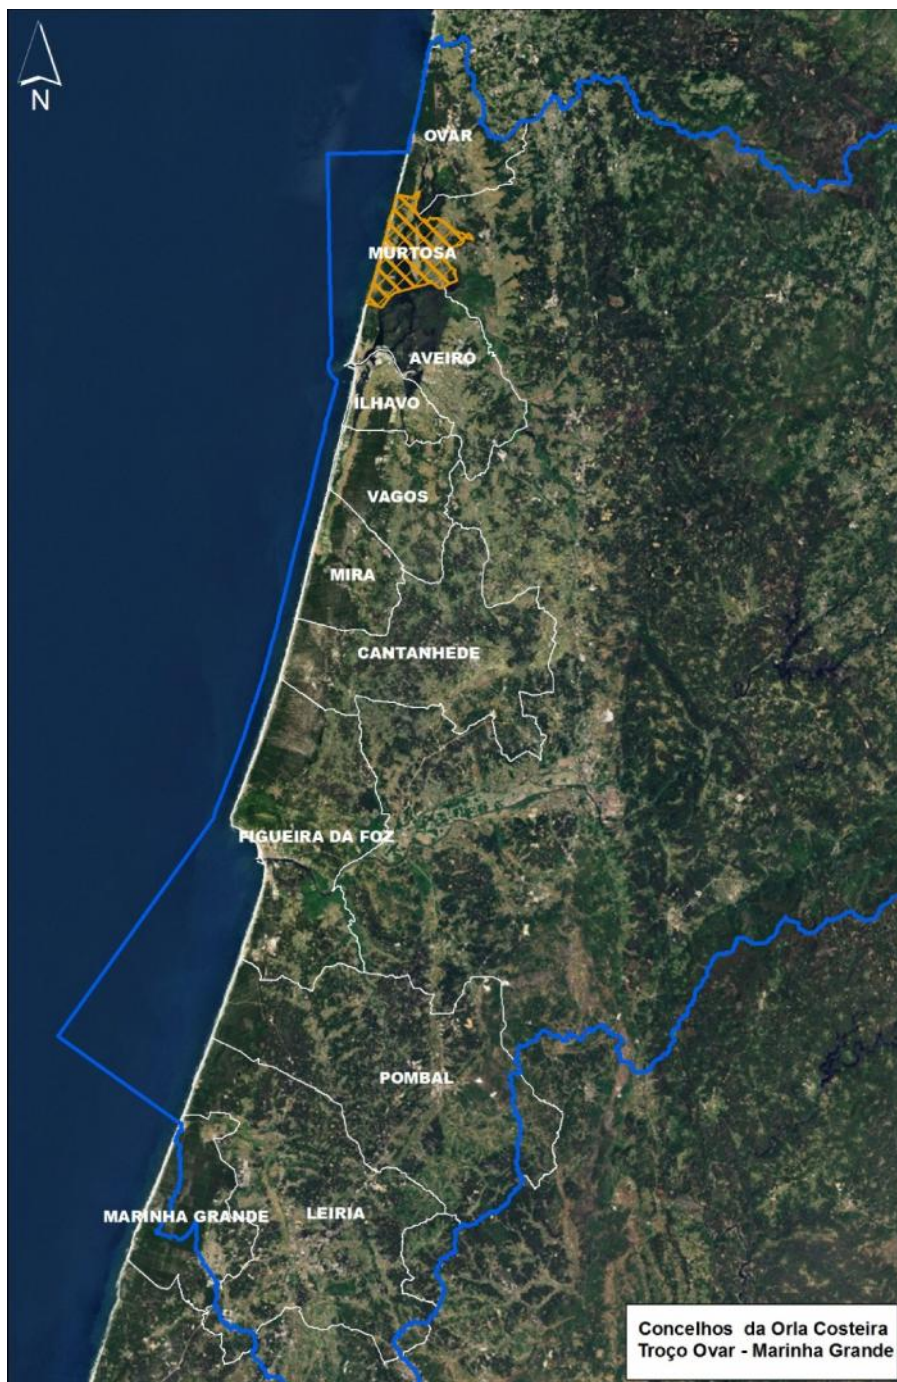 N
OVAR
MURTOSA
AVEIRO
ILHAVO
VAGOS
MIRA
CANTANHEDE
FIGUEIRA DA FOZ
POMBAL
MARINHA GRANDE
LEIRIA
Concelhos da Orla Costeira
Troço Ovar - Marinha Grande